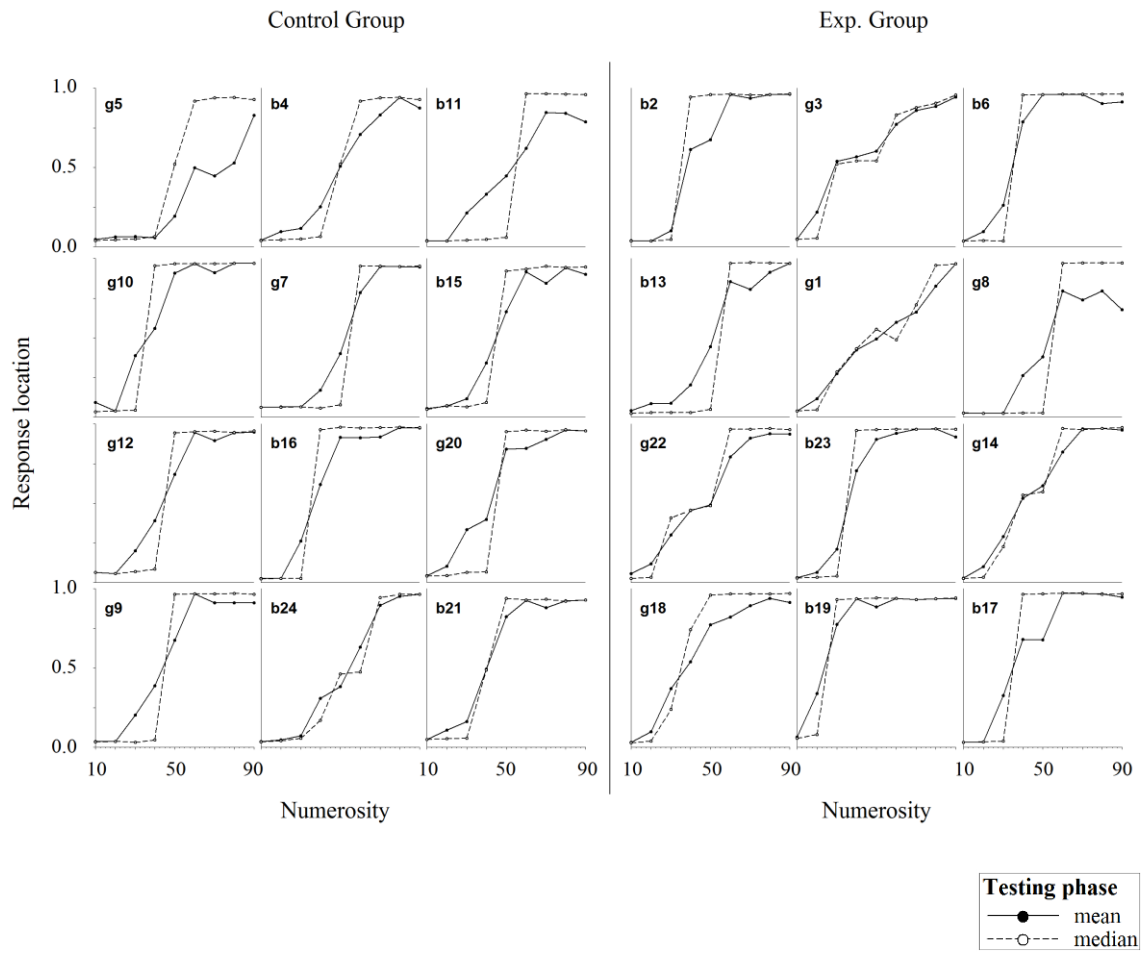 Control Group
Exp. Group
Response location
1.0
0.5
0.0
g5
b4
b11
b2
g3
b6
g10
g7
b15
b13
g1
g8
g12
b16
g20
g22
b23
g14
1.0
0.5
0.0
g9
b24
b21
g18
b19
b17
10 50 90 10 50 90
10 50 90 10 50 90
Numerosity
Numerosity
Testing phase
mean
median